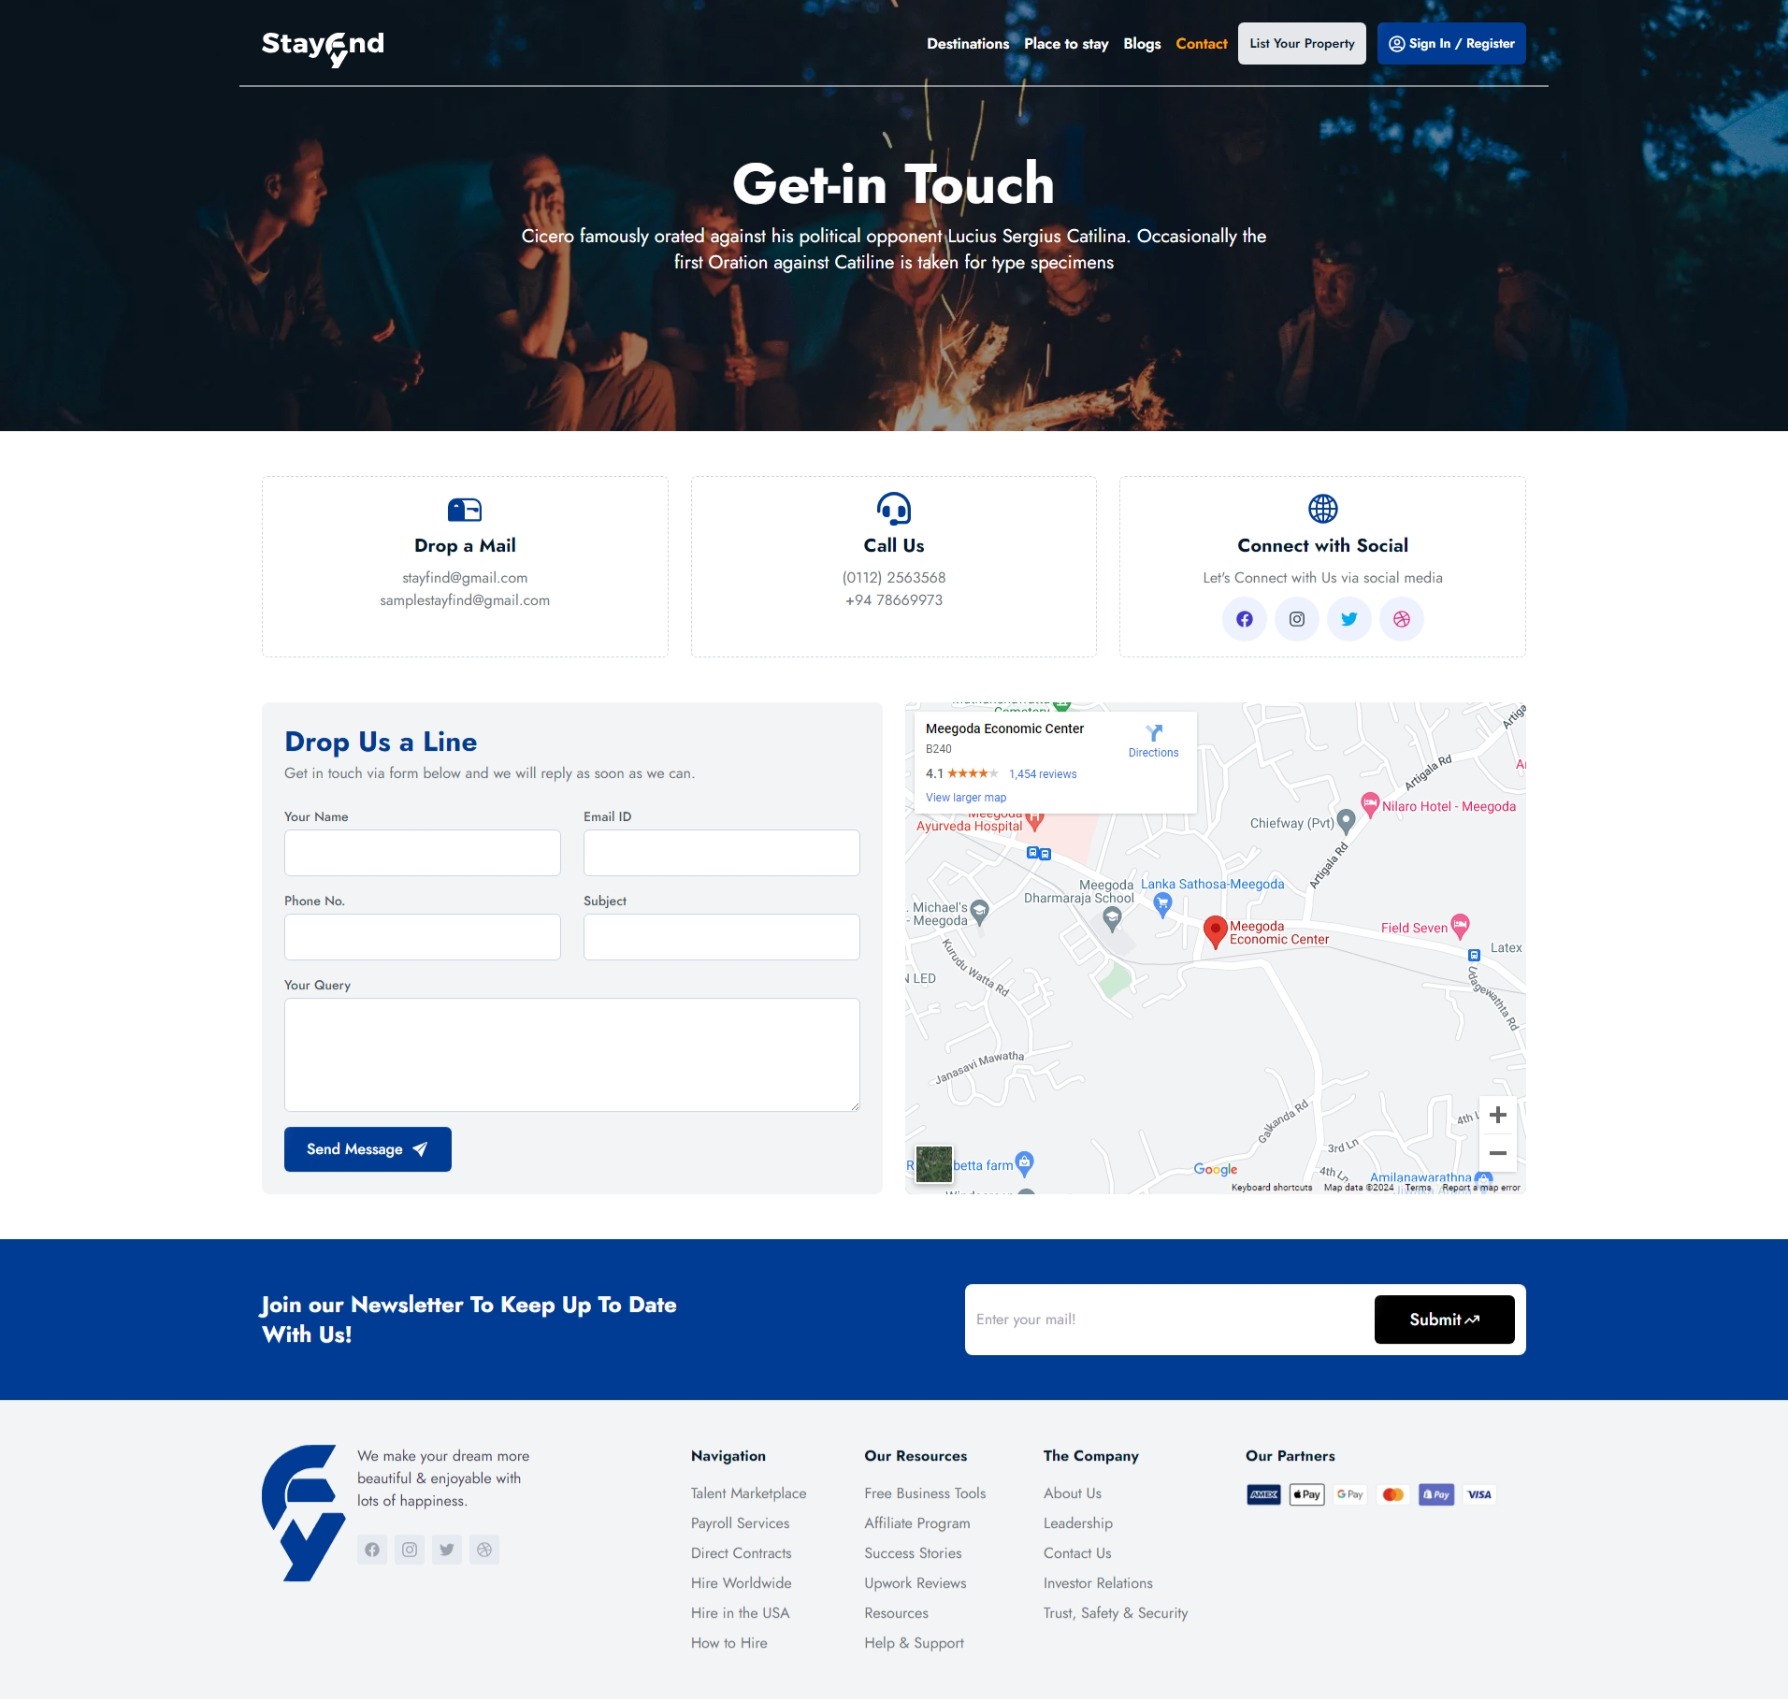 Stayfynd
Destinations
Place to stay
Blogs
Contact
List Your Property
Sign In / Register
Get-in Touch
Cicero famously orated against his political opponent Lucius Sergius Catilina. Occasionally the
first Oration against Catiline is taken for type specimens
Drop a Mail
stayfind@gmail.com
samplestayfind@gmail.com
Call Us
(0112) 2563568
+94 78669973
Connect with Social
Let's Connect with Us via social media
Drop Us a Line
Get in touch via form below and we will reply as soon as we can.
Your Name
Email ID
Phone No.
Subject
Your Query
Send Message
Cemetery
Meegoda Economic Center
B240
4.1
1,454 reviews
View larger map
Directions
Artiga
Artigala Rd
Nilaro Hotel - Meegoda
Meegoda
Ayurveda Hospital
Chiefway (Pvt)
Artigala Rd
Meegoda
Dharmaraja School
Lanka Sathosa-Meegoda
. Michael's
- Meegoda
Meegoda
Economic Center
Field Seven
Latex
N LED
Kurudu Watta Rd
Udagewaththa Rd
Janasavi Mawatha
Galkanda Rd
4th L
3rd Ln
4th Ln
betta farm
Amilanawarathna
Google
Keyboard shortcuts
Map data ©2024
Terms
Report a map error
Join our Newsletter To Keep Up To Date
With Us!
Enter your mail!
Submit
We make your dream more
beautiful & enjoyable with
lots of happiness.
Navigation
Talent Marketplace
Payroll Services
Direct Contracts
Hire Worldwide
Hire in the USA
How to Hire
Our Resources
Free Business Tools
Affiliate Program
Success Stories
Upwork Reviews
Resources
Help & Support
The Company
About Us
Leadership
Contact Us
Investor Relations
Trust, Safety & Security
Our Partners
AMEX
Pay
G Pay
Pay
VISA